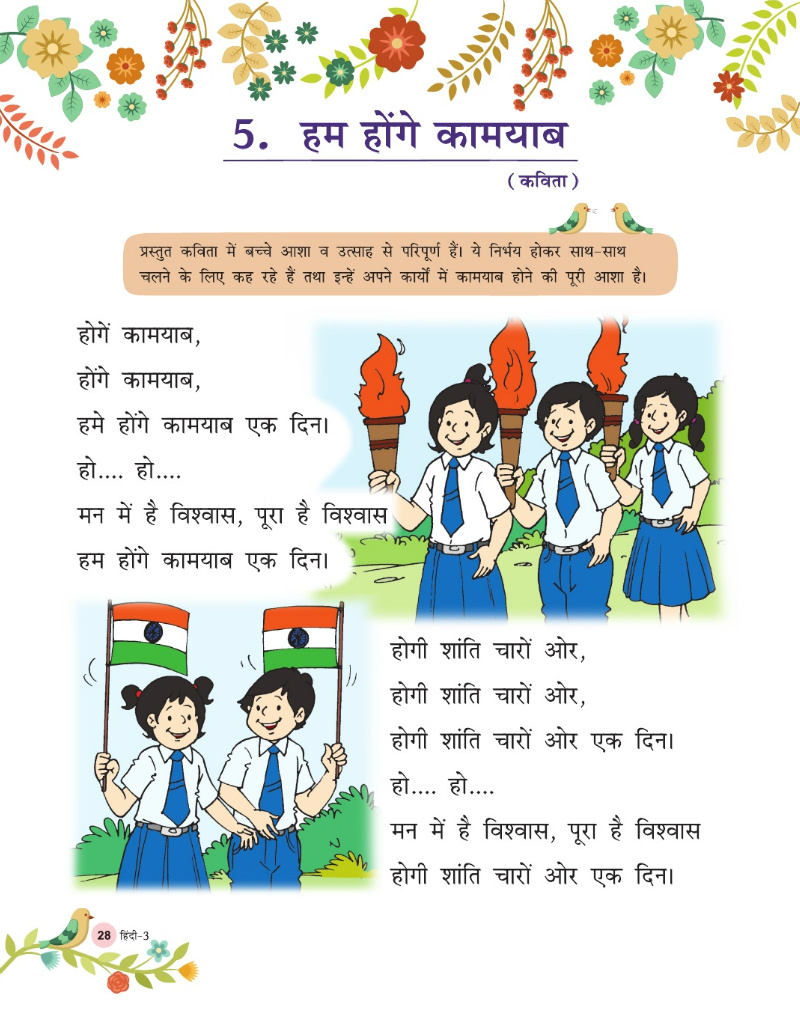 5. हम होंगे कामयाब
( कविता )
प्रस्तुत कविता में बच्चे आशा व उत्साह से परिपूर्ण हैं। ये निर्भय होकर साथ-साथ
चलने के लिए कह रहे हैं तथा इन्हें अपने कार्यों में कामयाब होने की पूरी आशा है।
होगें कामयाब,
होंगे कामयाब,
हमे होंगे कामयाब एक दिन।
हो.... हो....
मन में है विश्वास, पूरा है विश्वास
हम होंगे कामयाब एक दिन।
होगी शांति चारों ओर,
होगी शांति चारों ओर,
होगी शांति चारों ओर एक दिन।
हो.... हो....
मन में है विश्वास, पूरा है विश्वास
होगी शांति चारों ओर एक दिन।
28 हिंदी-3